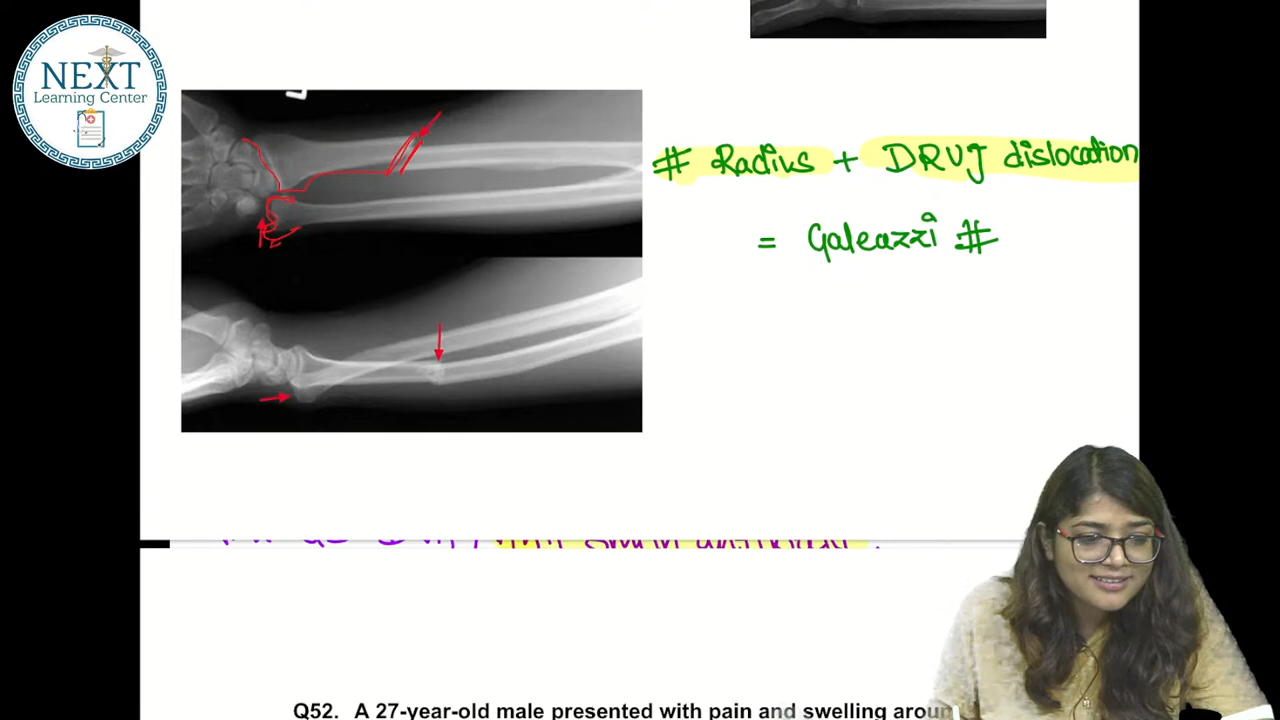 NEXT
Learning Center
# Radius + DRUJ dislocation
= Galeazzi #
Q52. A 27-year-old male presented with pain and swelling aroun